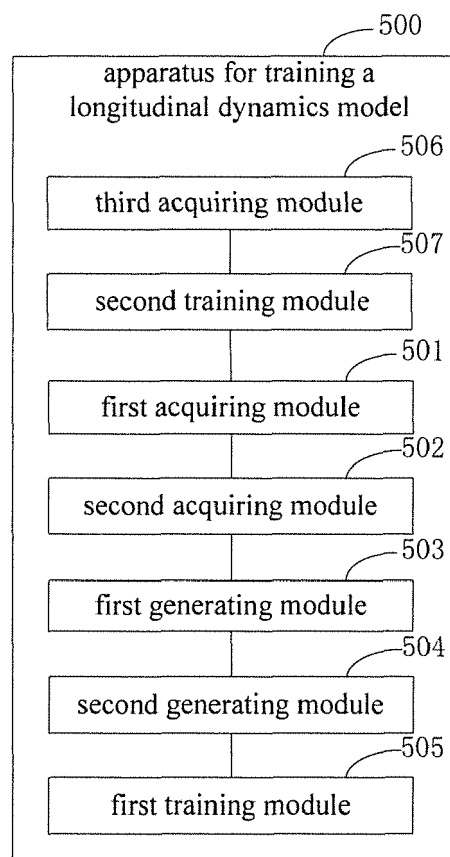 500
apparatus for training a
longitudinal dynamics model
506
third acquiring module
507
second training module
501
first acquiring module
502
second acquiring module
503
first generating module
504
second generating module
505
first training module